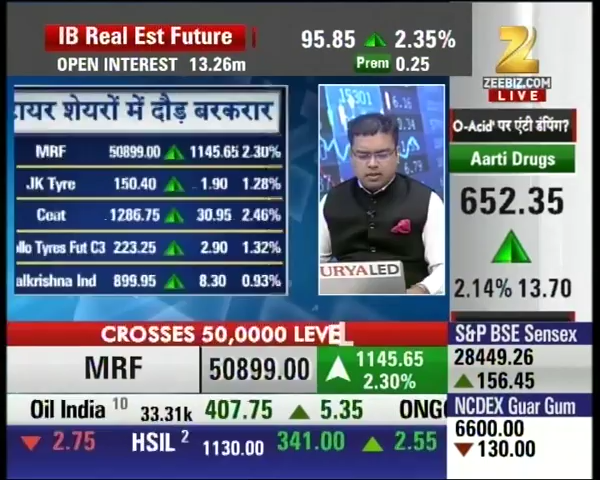 IB Real Est Future
OPEN INTEREST 13.26m
95.85 2.35%
Prem 0.25
ZEEBIZ.COM
LIVE
टायर शेयरों में दौड़ बरकरार
MRF 50899.00 1145.65 2.30%
JK Tyre 150.40 1.90 1.28%
Ceat 1286.75 30.95 2.46%
llo Tyres Fut C3 223.25 2.90 1.32%
alkrishna Ind 899.95 8.30 0.93%
15301
URYALED
O-Acid' पर एंटी डंपिंग?
Aarti Drugs
652.35
2.14% 13.70
CROSSES 50,0000 LEVEL
MRF 50899.00 1145.65
2.30%
S&P BSE Sensex
28449.26
156.45
Oil India 10 33.31k 407.75 5.35 ONG
NCDEX Guar Gum
6600.00
130.00
2.75 HSIL 2 1130.00 341.00 2.55